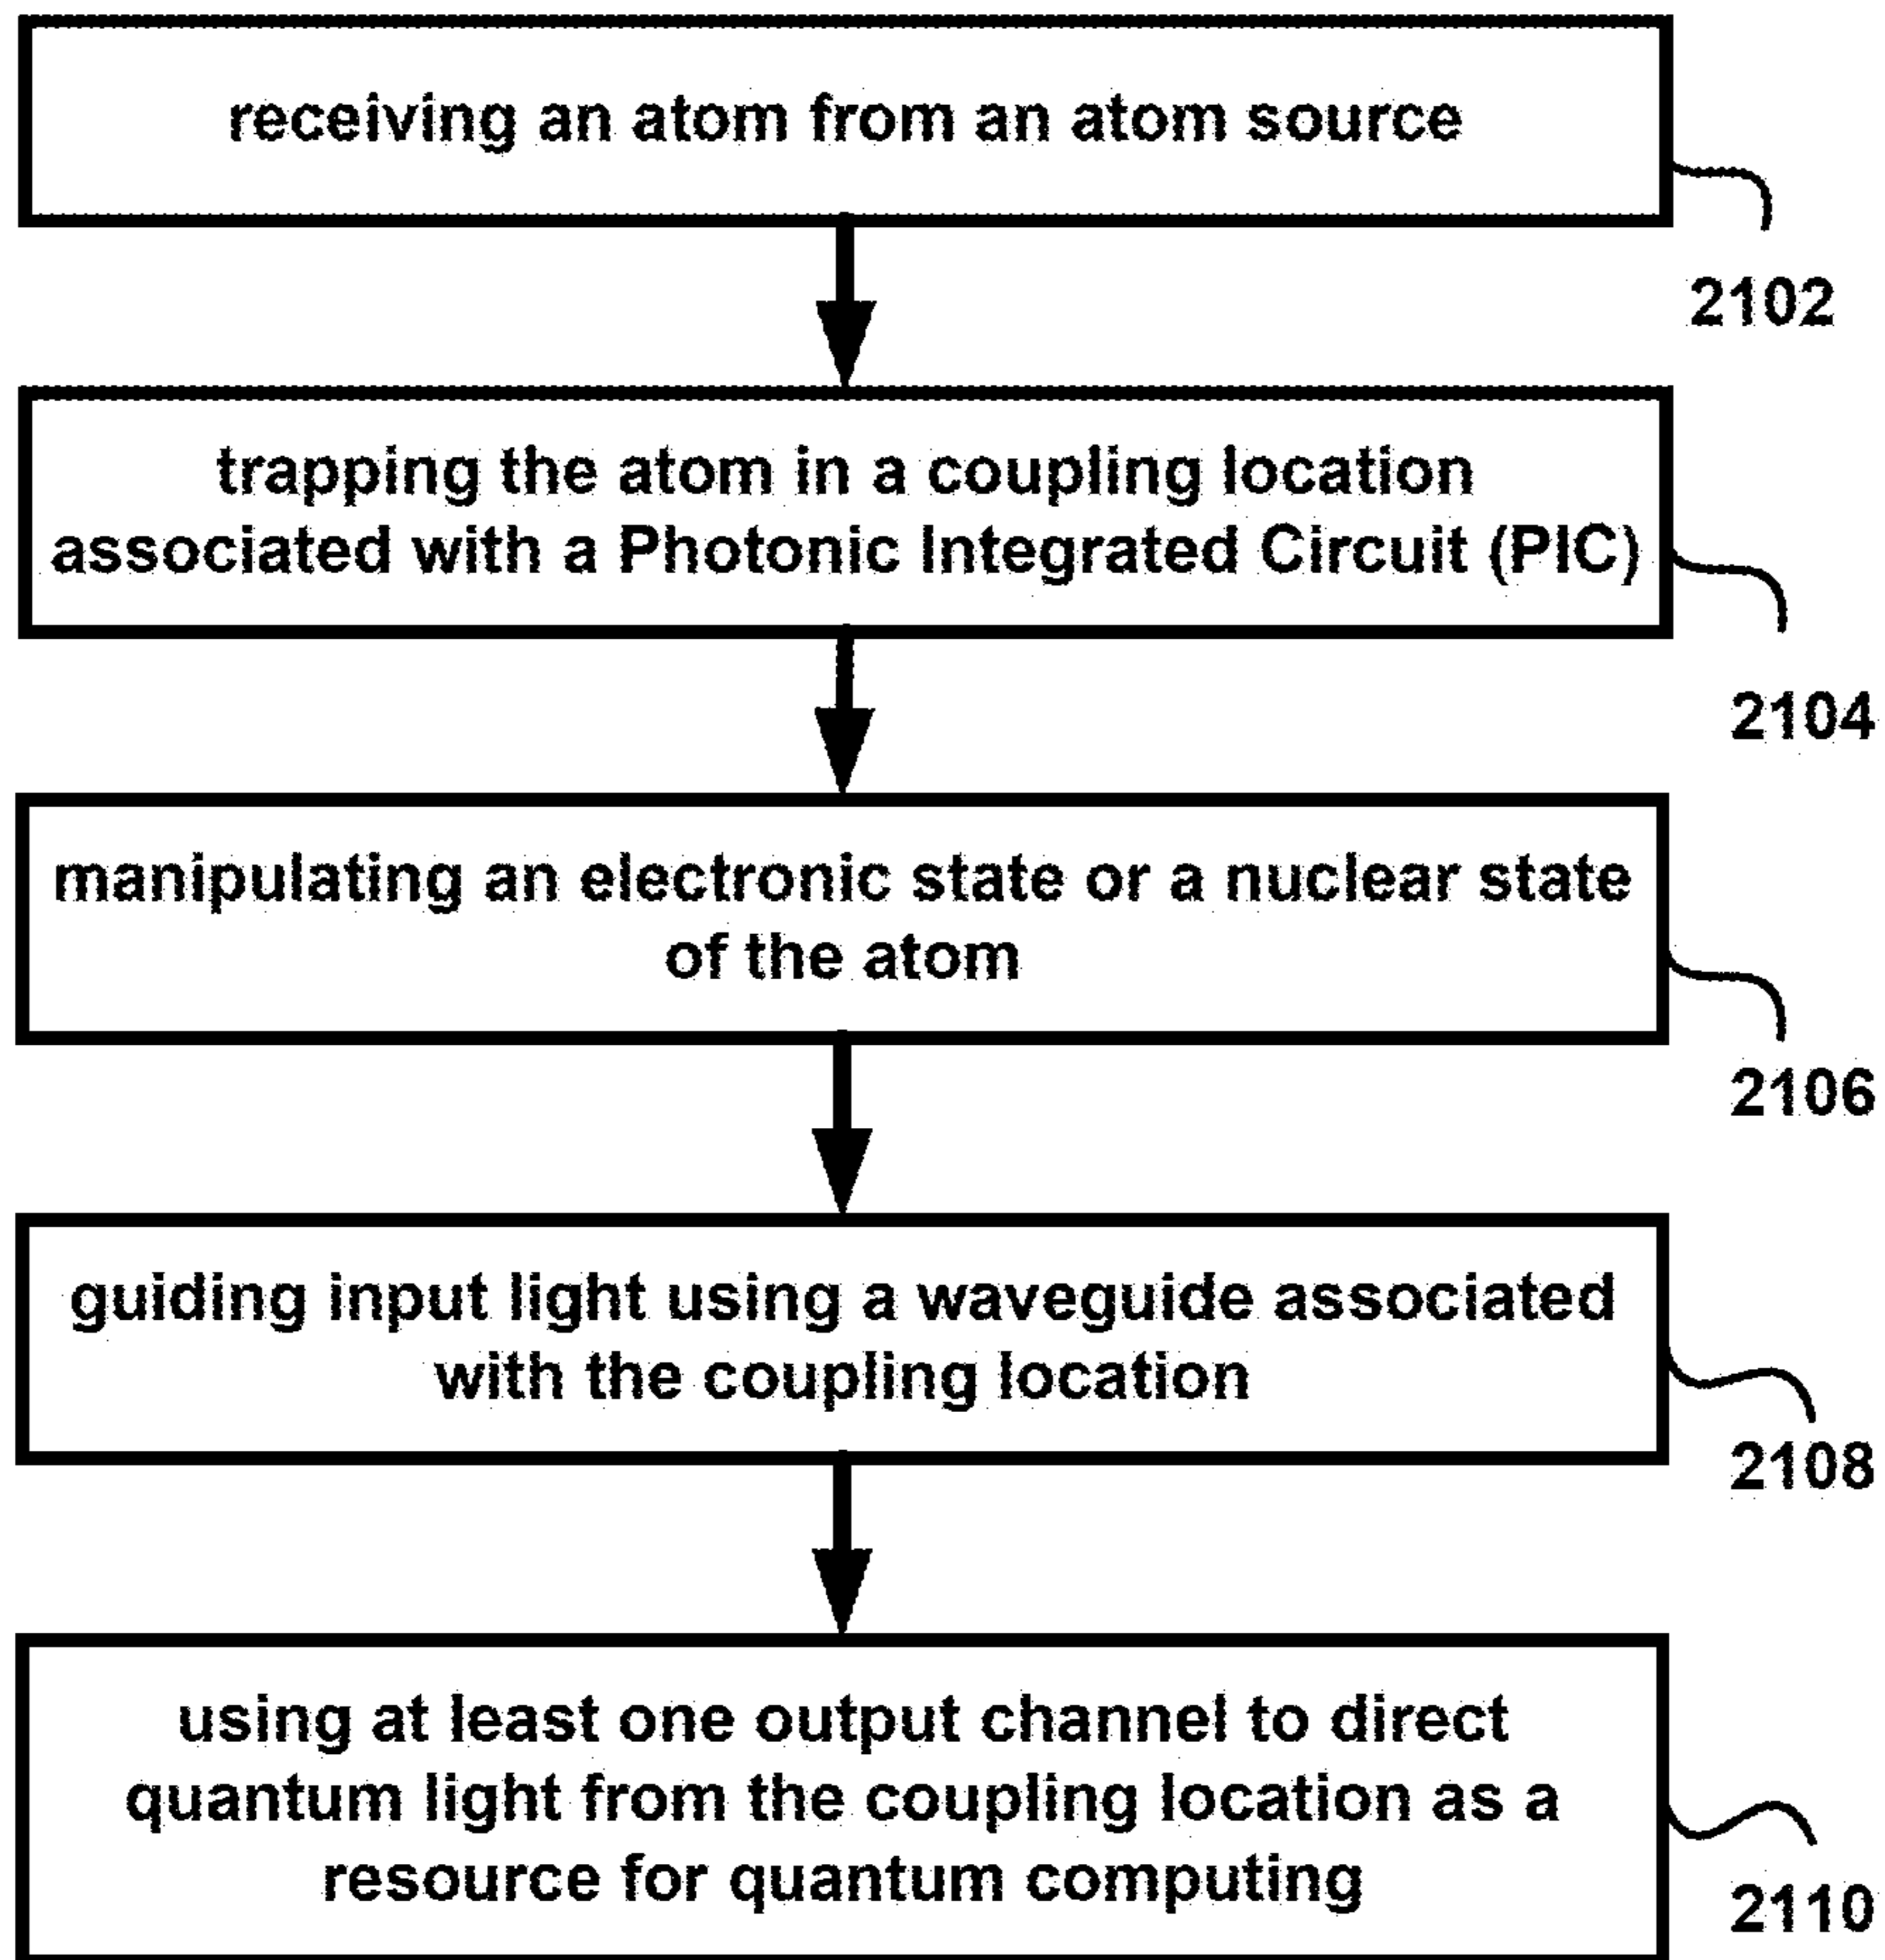 receiving an atom from an atom source
2102
trapping the atom in a coupling location
associated with a Photonic Integrated Circuit (PIC)
2104
manipulating an electronic state or a nuclear state
of the atom
2106
guiding input light using a waveguide associated
with the coupling location
2108
using at least one output channel to direct
quantum light from the coupling location as a
resource for quantum computing
2110